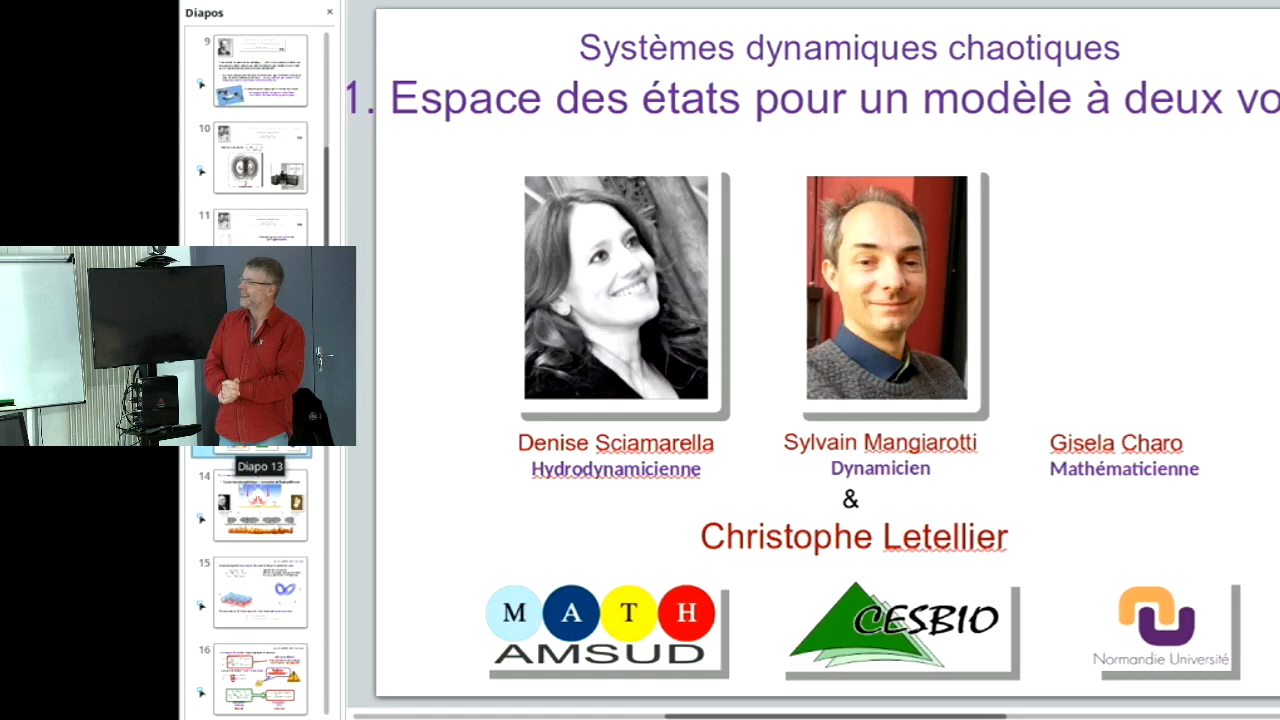 Diapos
×
9
10
11
Diapo 13
14
15
16
Systèmes dynamiques chaotiques
1. Espace des états pour un modèle à deux vo
Denise Sciamarella
Hydrodynamicienne
Sylvain Mangiarotti
Dynamicien
Gisela Charo
Mathématicienne
&
Christophe Letellier
M A T H
AMSUD
CESBIO
Normandie Université